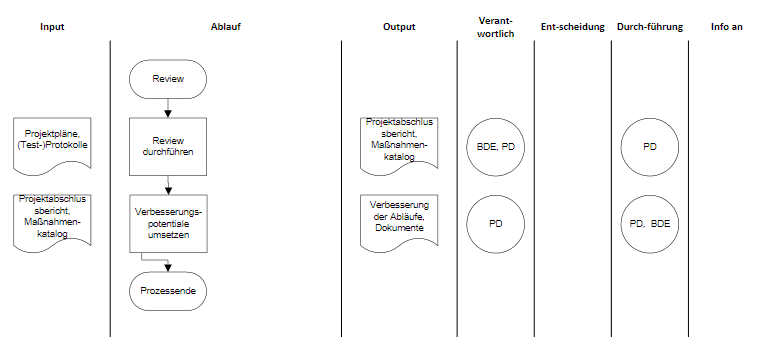 Input
Ablauf
Output
Verant-
wortlich
Ent-scheidung
Durch-führung
Info an
Review
Projektpläne,
(Test-)Protokolle
Review
durchführen
Projektabschlus
sbericht,
Maßnahmen-
katalog
BDE, PD
PD
Projektabschlus
sbericht,
Maßnahmen-
katalog
Verbesserungs-
potentiale
umsetzen
Verbesserung
der Abläufe,
Dokumente
PD
PD, BDE
Prozessende